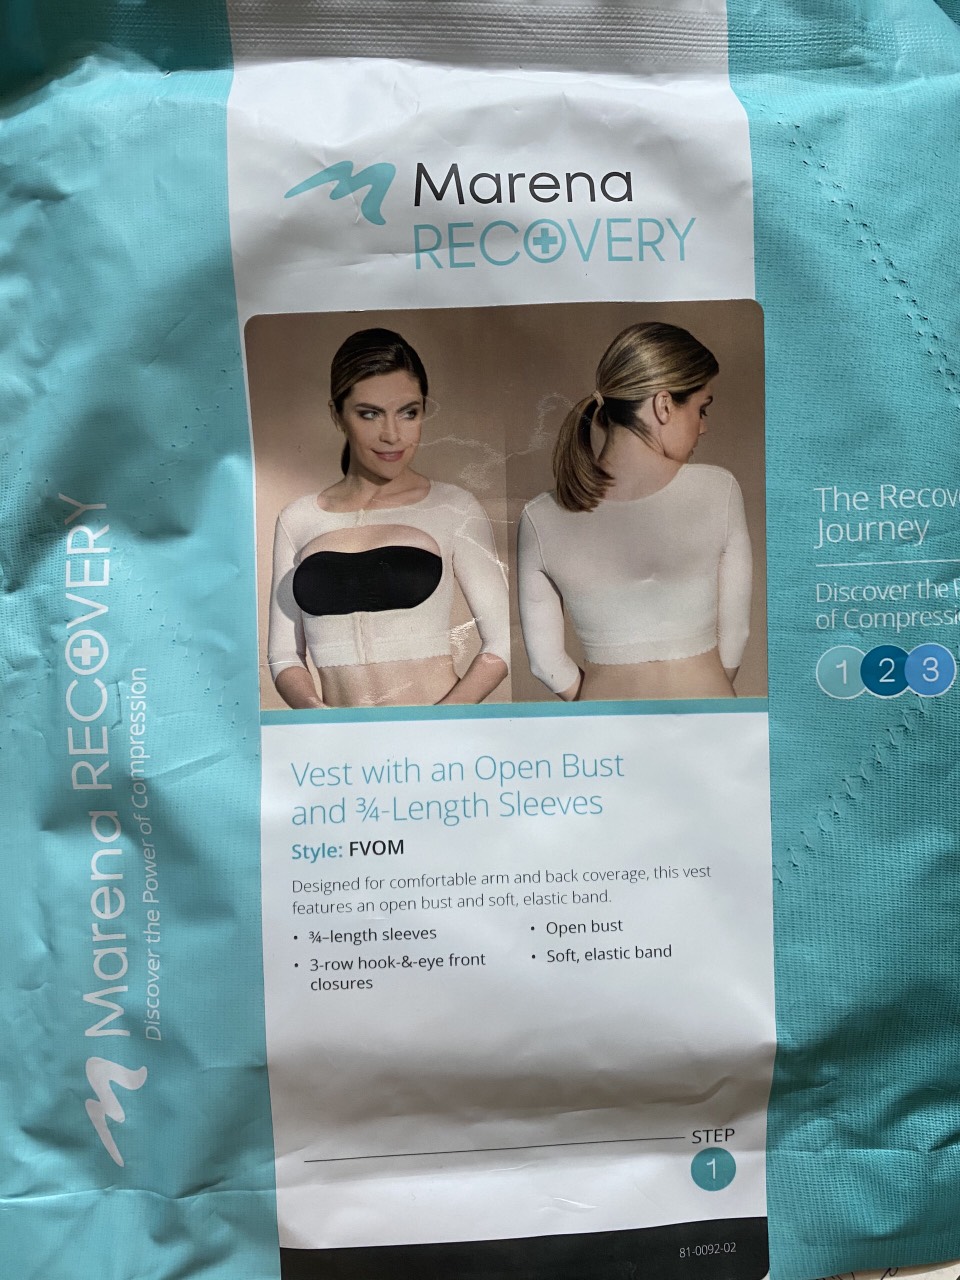 Marena
RECOVERY
Marena RECOVERY
Discover the Power of Compression
The
Journey
Discover the
of
1 2 3
Vest with an Open Bust
and ¾-Length Sleeves
Style: FVOM
Designed for comfortable arm and back coverage, this vest
features an open bust and soft, elastic band.
• ¾-length sleeves
• 3-row hook-&-eye front
closures
• Open bust
• Soft, elastic band
STEP
1
81-0092-02